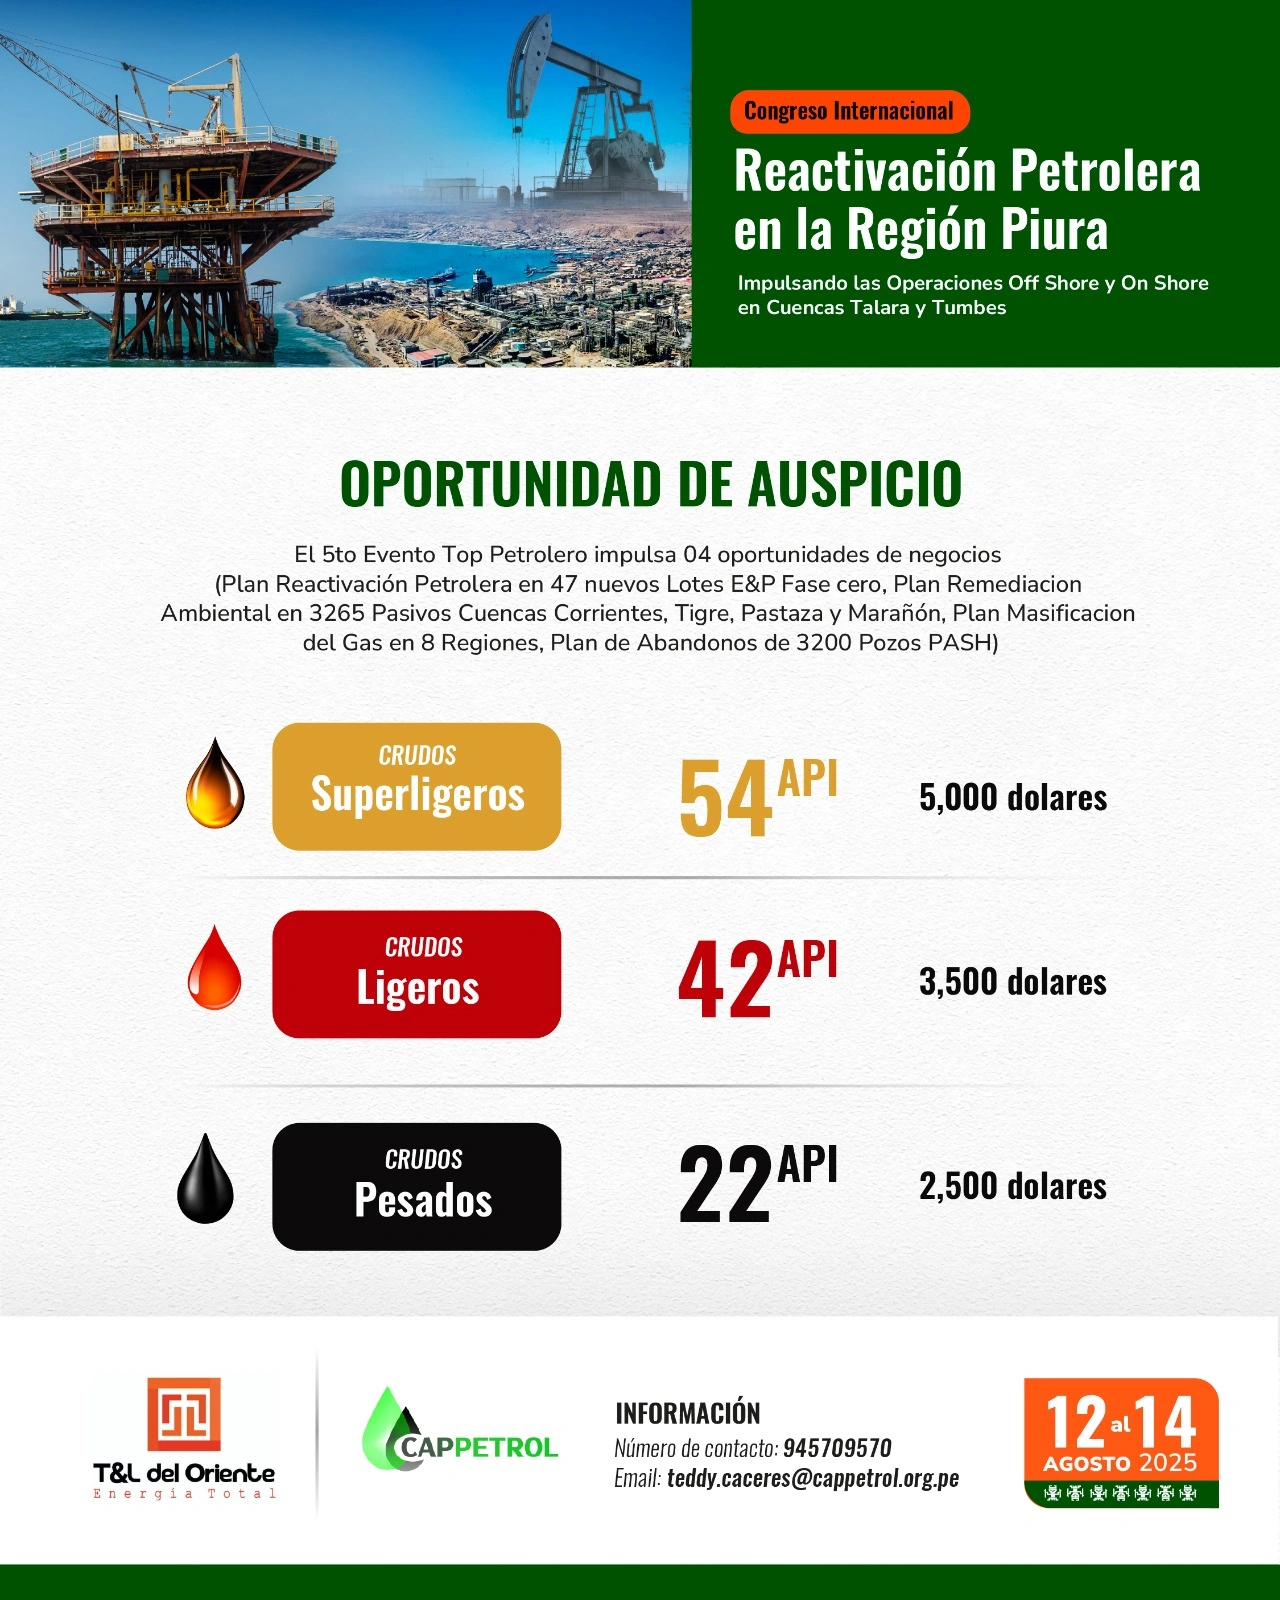 Congreso Internacional
Reactivación Petrolera
en la Región Piura
Impulsando las Operaciones Off Shore y On Shore
en Cuencas Talara y Tumbes
OPORTUNIDAD DE AUSPICIO
El 5to Evento Top Petrolero impulsa 04 oportunidades de negocios
(Plan Reactivación Petrolera en 47 nuevos Lotes E&P Fase cero, Plan Remediacion
Ambiental en 3265 Pasivos Cuencas Corrientes, Tigre, Pastaza y Marañón, Plan Masificacion
del Gas en 8 Regiones, Plan de Abandonos de 3200 Pozos PASH)
CRUDOS
Superligeros
54 API
5,000 dolares
CRUDOS
Ligeros
42 API
3,500 dolares
CRUDOS
Pesados
22 API
2,500 dolares
T&L del Oriente
Energía Total
CAPPETROL
INFORMACIÓN
Número de contacto: 945709570
Email: teddy.caceres@cappetrol.org.pe
12 al 14
AGOSTO 2025